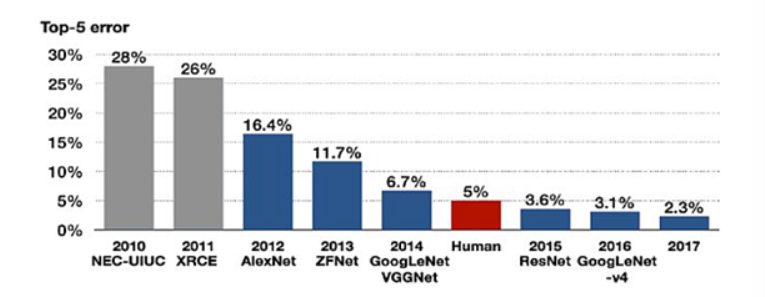 Top-5 error
30%
25%
20%
15%
10%
5%
0%
28%
26%
16.4%
11.7%
6.7%
5%
3.6%
3.1%
2.3%
2010
NEC-UIUC
2011
XRCE
2012
AlexNet
2013
ZFNet
2014
GoogLeNet
VGGNet
Human
2015
ResNet
2016
GoogLeNet
-v4
2017